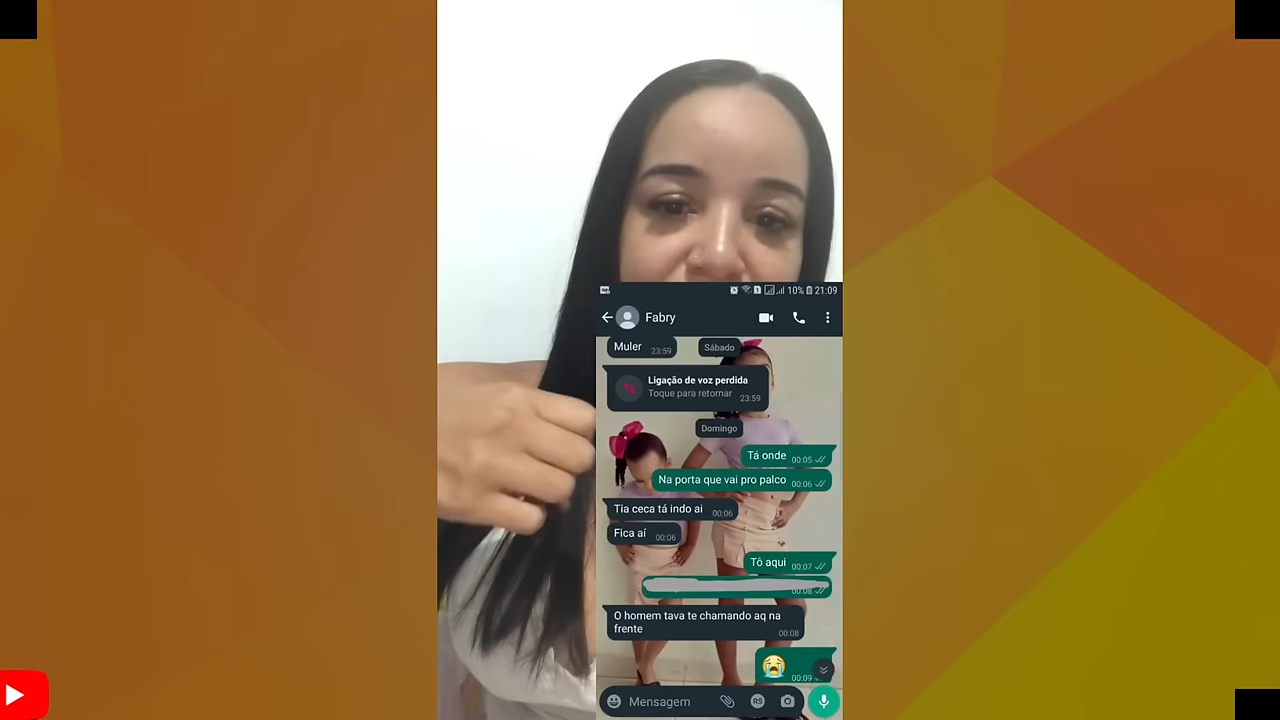 10% 21:09
Fabry
Muler 23:59
Sábado
Ligação de voz perdida
Toque para retornar 23:59
Domingo
Tá onde 00:05
Na porta que vai pro palco 00:06
Tia ceca tá indo ai 00:06
Fica aí 00:06
Tô aqui 00:07
00:08
O homem tava te chamando aq na
frente
00:08
00:09
Mensagem